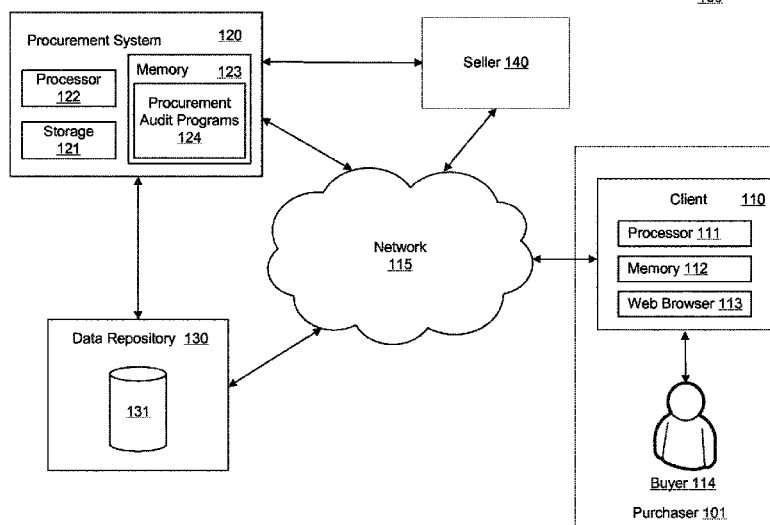 Procurement System 120
Processor
122
Storage
121
Memory 123
Procurement
Audit Programs
124
Seller 140
Network
115
Client 110
Processor 111
Memory 112
Web Browser 113
Data Repository 130
131
Buyer 114
Purchaser 101